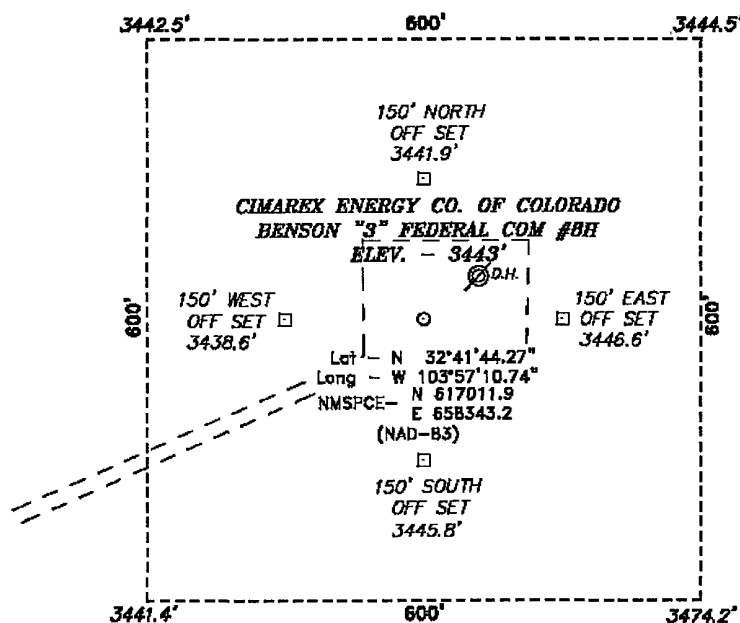 3442.5' 600' 3444.5'
150' NORTH
OFF SET
3441.9'
CIMAREX ENERGY CO. OF COLORADO
BENSON "3" FEDERAL COM #8H
ELEV. - 3443'
D.H.
600'
150' WEST
OFF SET
3438.6'
150' EAST
OFF SET
3446.6'
600'
Lat - N 32°41'44.27"
Long - W 103°57'10.74"
NMSPCE- N 617011.9
E 658343.2
(NAD-83)
150' SOUTH
OFF SET
3445.8'
3441.4' 600' 3474.2'